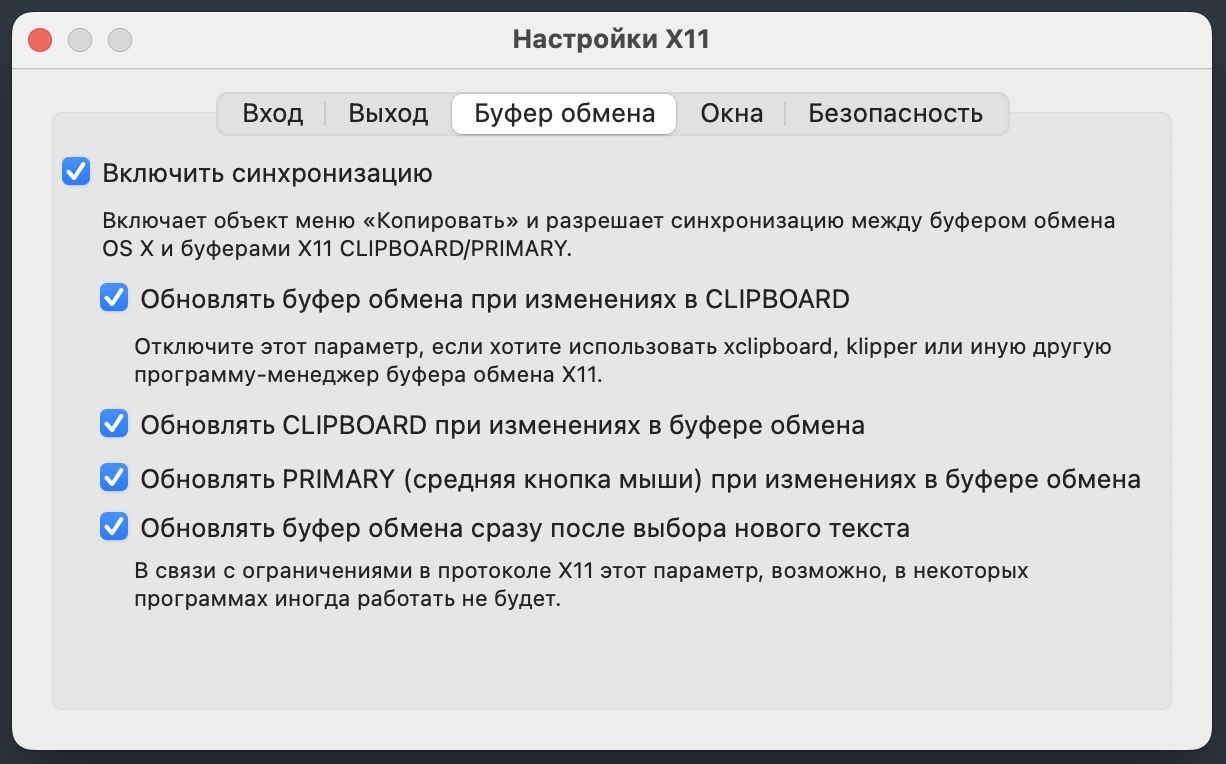 Настройки X11
Вход
Выход
Буфер обмена
Окна
Безопасность
Включить синхронизацию
Включает объект меню «Копировать» и разрешает синхронизацию между буфером обмена
OS X и буферами X11 CLIPBOARD/PRIMARY.
Обновлять буфер обмена при изменениях в CLIPBOARD
Отключите этот параметр, если хотите использовать xclipboard, klipper или иную другую
программу-менеджер буфера обмена X11.
Обновлять CLIPBOARD при изменениях в буфере обмена
Обновлять PRIMARY (средняя кнопка мыши) при изменениях в буфере обмена
Обновлять буфер обмена сразу после выбора нового текста
В связи с ограничениями в протоколе X11 этот параметр, возможно, в некоторых
программах иногда работать не будет.